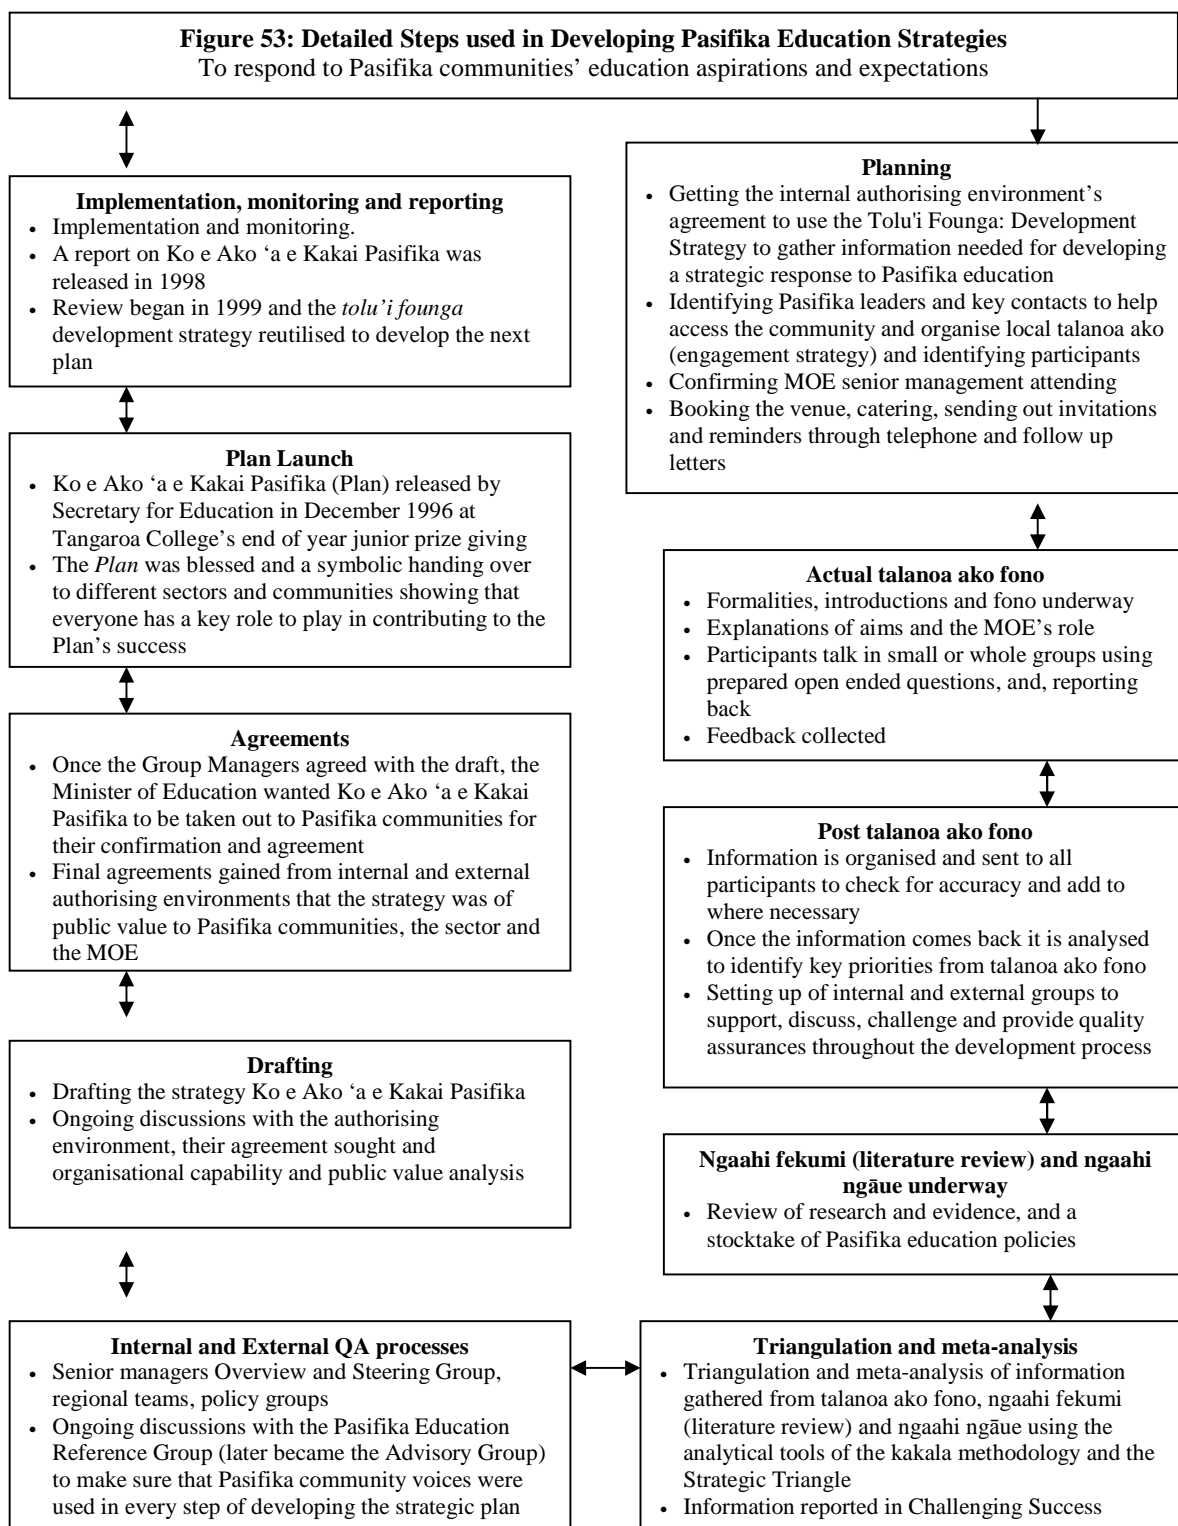 Figure 53: Detailed Steps used in Developing Pasifika Education Strategies
To respond to Pasifika communities’ education aspirations and expectations
Implementation, monitoring and reporting
• Implementation and monitoring.
• A report on Ko e Ako ‘a e Kakai Pasifika was
released in 1998
• Review began in 1999 and the tolu’i founga
development strategy reutilised to develop the next
plan
Plan Launch
• Ko e Ako ‘a e Kakai Pasifika (Plan) released by
Secretary for Education in December 1996 at
Tangaroa College’s end of year junior prize giving
• The Plan was blessed and a symbolic handing over
to different sectors and communities showing that
everyone has a key role to play in contributing to the
Plan’s success
Agreements
• Once the Group Managers agreed with the draft, the
Minister of Education wanted Ko e Ako ‘a e Kakai
Pasifika to be taken out to Pasifika communities for
their confirmation and agreement
• Final agreements gained from internal and external
authorising environments that the strategy was of
public value to Pasifika communities, the sector and
the MOE
Drafting
• Drafting the strategy Ko e Ako ‘a e Kakai Pasifika
• Ongoing discussions with the authorising
environment, their agreement sought and
organisational capability and public value analysis
Internal and External QA processes
• Senior managers Overview and Steering Group,
regional teams, policy groups
• Ongoing discussions with the Pasifika Education
Reference Group (later became the Advisory Group)
to make sure that Pasifika community voices were
used in every step of developing the strategic plan
Planning
• Getting the internal authorising environment’s
agreement to use the Tolu'i Founga: Development
Strategy to gather information needed for developing
a strategic response to Pasifika education
• Identifying Pasifika leaders and key contacts to help
access the community and organise local talanoa ako
(engagement strategy) and identifying participants
• Confirming MOE senior management attending
• Booking the venue, catering, sending out invitations
and reminders through telephone and follow up
letters
Actual talanoa ako fono
• Formalities, introductions and fono underway
• Explanations of aims and the MOE’s role
• Participants talk in small or whole groups using
prepared open ended questions, and, reporting
back
• Feedback collected
Post talanoa ako fono
• Information is organised and sent to all
participants to check for accuracy and add to
where necessary
• Once the information comes back it is analysed
to identify key priorities from talanoa ako fono
• Setting up of internal and external groups to
support, discuss, challenge and provide quality
assurances throughout the development process
Ngaahi fekumi (literature review) and ngaahi
ngāue underway
• Review of research and evidence, and a
stocktake of Pasifika education policies
Triangulation and meta-analysis
• Triangulation and meta-analysis of information
gathered from talanoa ako fono, ngaahi fekumi
(literature review) and ngaahi ngāue using the
analytical tools of the kakala methodology and the
Strategic Triangle
• Information reported in Challenging Success